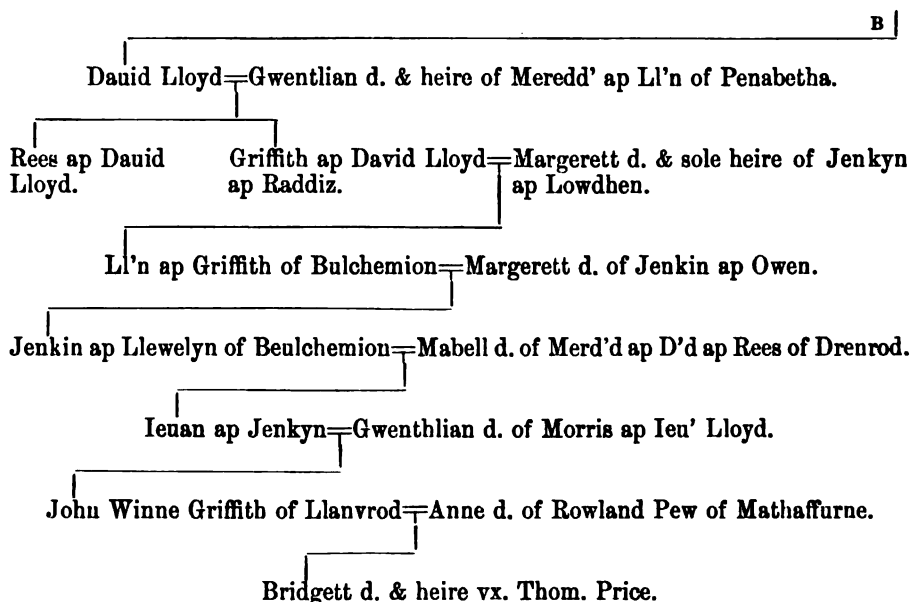 B
Dauid Lloyd=Gwentlian d. & heire of Meredd' ap Ll'n of Penabetha.
Rees ap Dauid Lloyd.
Griffith ap David Lloyd ap Raddiz.=Margerett d. & sole heire of Jenkyn ap Lowdhen.
Ll'n ap Griffith of Bulchemion=Margerett d. of Jenkin ap Owen.
Jenkin ap Llewelyn of Beulchemion=Mabell d. of Merd'd ap D'd ap Rees of Drenrod.
Ieuan ap Jenkyn=Gwenthlian d. of Morris ap Ieu' Lloyd.
John Winne Griffith of Llanvrod=Anne d. of Rowland Pew of Mathaffurne.
Bridgett d. & heire vx. Thom. Price.